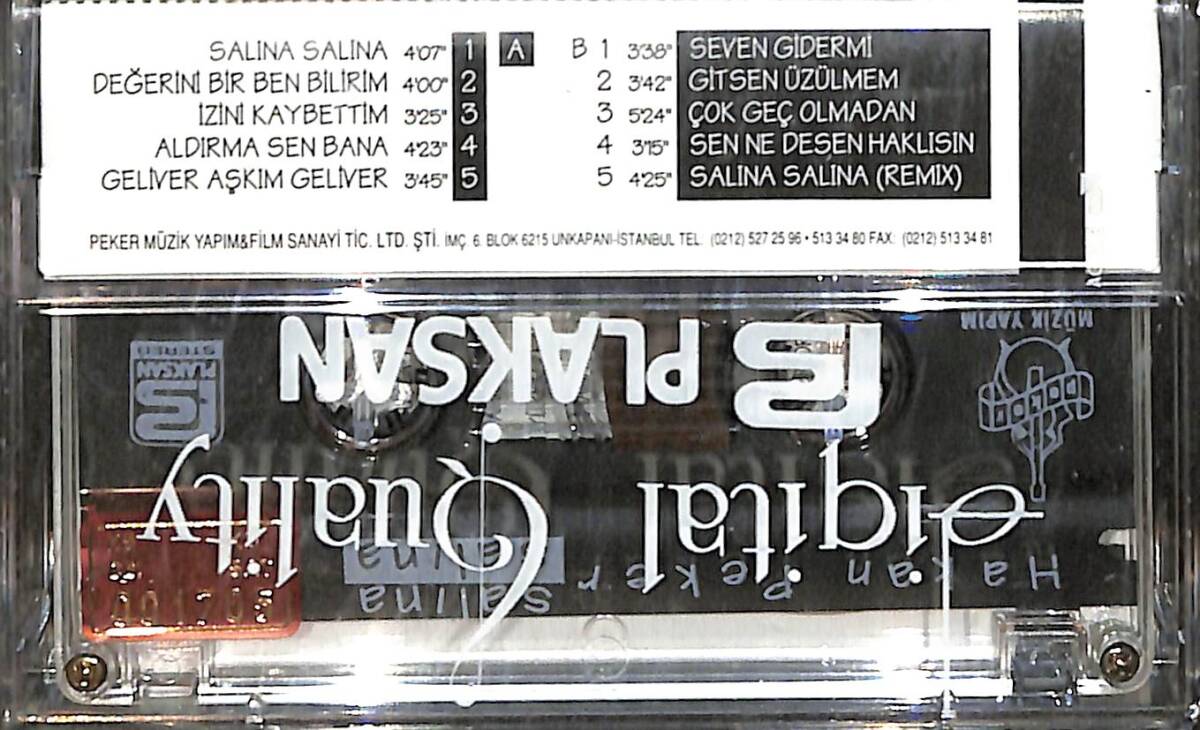 SALINA SALINA 4'07" 1 A
DEĞERİNİ BİR BEN BİLİRİM 4'00" 2
İZİNİ KAYBETTİM 3'25" 3
ALDIRMA SEN BANA 4'23" 4
GELİVER AŞKIM GELİVER 3'45" 5
B 1 3'38" SEVEN GİDERMİ
2 3'42" GİTSEN ÜZÜLMEM
3 5'24" ÇOK GEÇ OLMADAN
4 3'15" SEN NE DESEN HAKLISIN
5 4'25" SALINA SALINA (REMIX)
PEKER MÜZİK YAPIM&FİLM SANAYİ TİC. LTD. ŞTİ. İMÇ. 6. BLOK 6215 UNKAPANI-İSTANBUL TEL: (0212) 527 25 96 • 513 34 80 FAX: (0212) 513 34 81
MÜZİK YAPIM
PLAKSAN
PLAKSAN
STEREO
Digital Quality
Hakan Peker
salina
salina